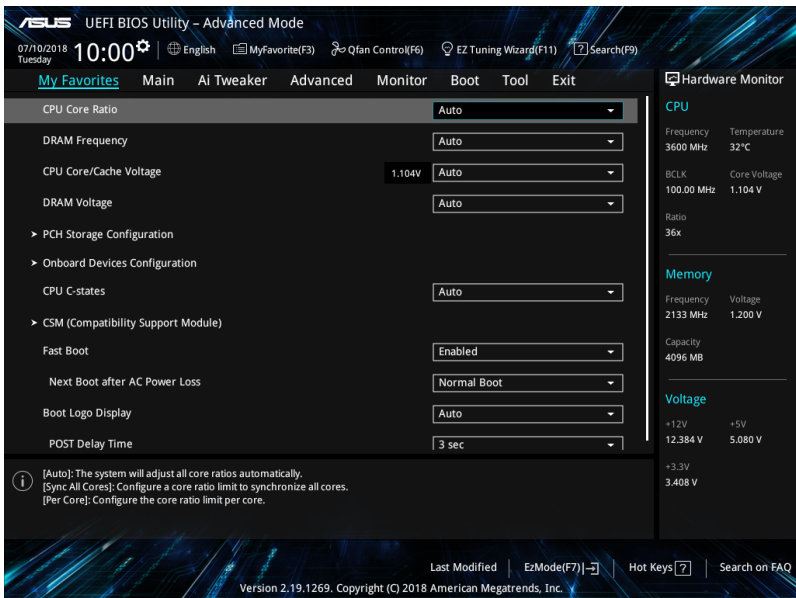 ASUS UEFI BIOS Utility – Advanced Mode
07/10/2018 Tuesday 10:00 English MyFavorite(F3) Qfan Control(F6) EZ Tuning Wizard(F11) ? Search(F9)
My Favorites Main Ai Tweaker Advanced Monitor Boot Tool Exit
CPU Core Ratio Auto
DRAM Frequency Auto
CPU Core/Cache Voltage 1.104V Auto
DRAM Voltage Auto
➤ PCH Storage Configuration
➤ Onboard Devices Configuration
CPU C-states Auto
➤ CSM (Compatibility Support Module)
Fast Boot Enabled
Next Boot after AC Power Loss Normal Boot
Boot Logo Display Auto
POST Delay Time 3 sec
[Auto]: The system will adjust all core ratios automatically.
[Sync All Cores]: Configure a core ratio limit to synchronize all cores.
[Per Core]: Configure the core ratio limit per core.
Hardware Monitor
CPU
Frequency Temperature
3600 MHz 32°C
BCLK Core Voltage
100.00 MHz 1.104 V
Ratio
36x
Memory
Frequency Voltage
2133 MHz 1.200 V
Capacity
4096 MB
Voltage
+12V +5V
12.384 V 5.080 V
+3.3V
3.408 V
Last Modified EzMode(F7) Hot Keys ? Search on FAQ
Version 2.19.1269. Copyright (C) 2018 American Megatrends, Inc.